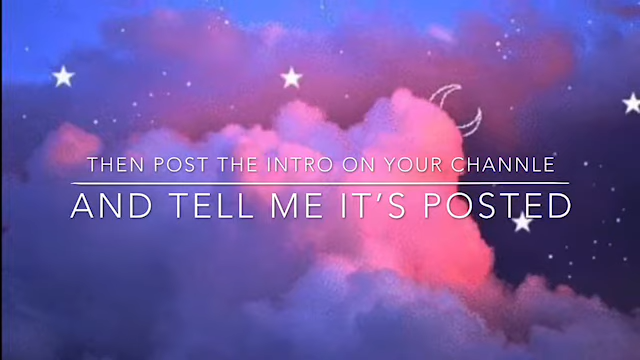 THEN POST THE INTRO ON YOUR CHANNLE
AND TELL ME IT'S POSTED